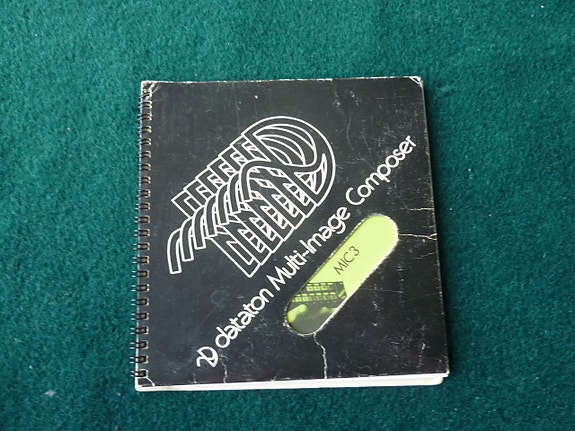 dataton Multi-Image Composer
MIC3